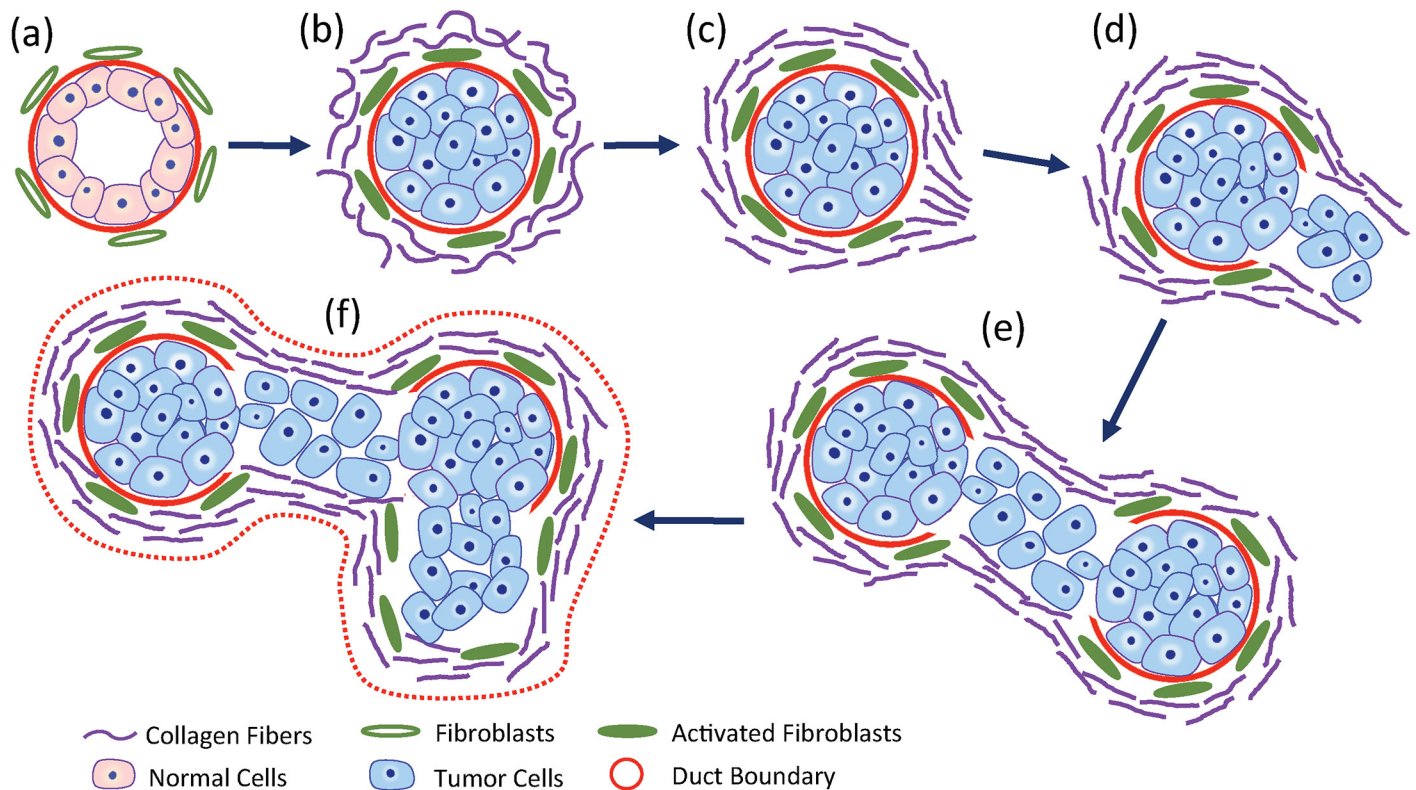 (a)
(b)
(c)
(d)
(e)
(f)
Collagen Fibers
Fibroblasts
Activated Fibroblasts
Normal Cells
Tumor Cells
Duct Boundary